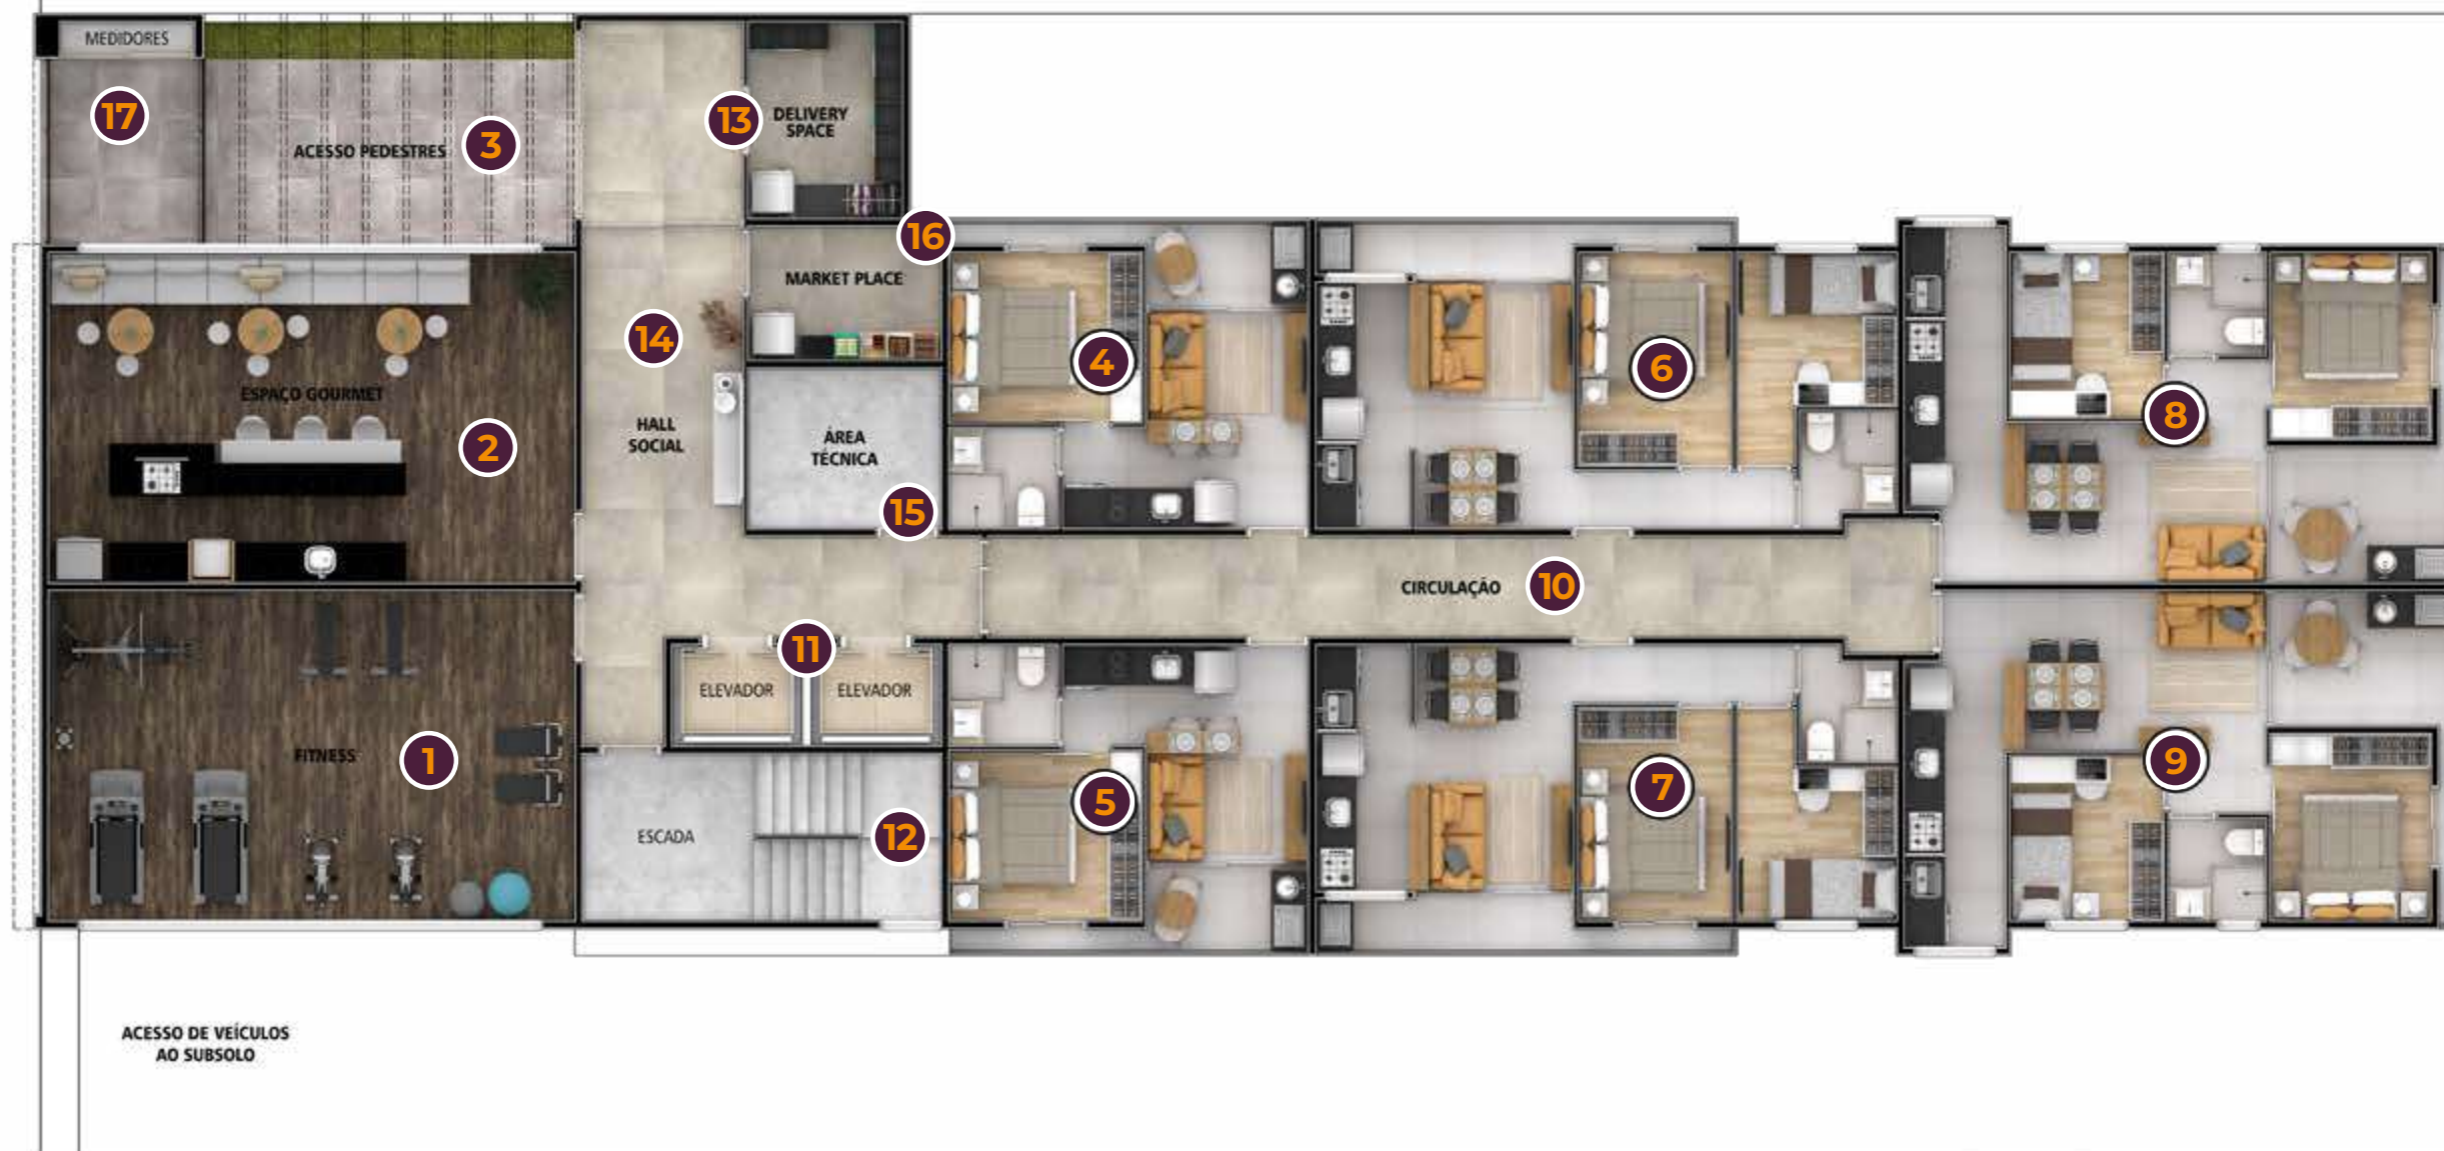 MEDIDORES
17
ACESSO PEDESTRES
3
13
DELIVERY
SPACE
16
MARKET PLACE
14
HALL
SOCIAL
ÁREA
TÉCNICA
15
ESPAÇO GOURMET
2
4
6
8
CIRCULAÇÃO
10
11
ELEVADOR
ELEVADOR
FITNESS
1
ESCADA
12
5
7
9
ACESSO DE VEÍCULOS
AO SUBSOLO